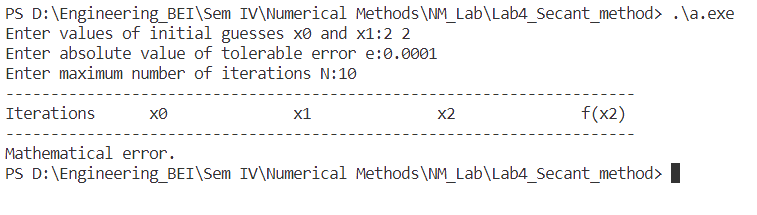 PS D:\Engineering_BEI\Sem IV\Numerical Methods\NM_Lab\Lab4_Secant_method> .\a.exe
Enter values of initial guesses x0 and x1:2 2
Enter absolute value of tolerable error e:0.0001
Enter maximum number of iterations N:10
---------------------------------------------------------------------
Iterations      x0              x1              x2              f(x2)
---------------------------------------------------------------------
Mathematical error.
PS D:\Engineering_BEI\Sem IV\Numerical Methods\NM_Lab\Lab4_Secant_method>